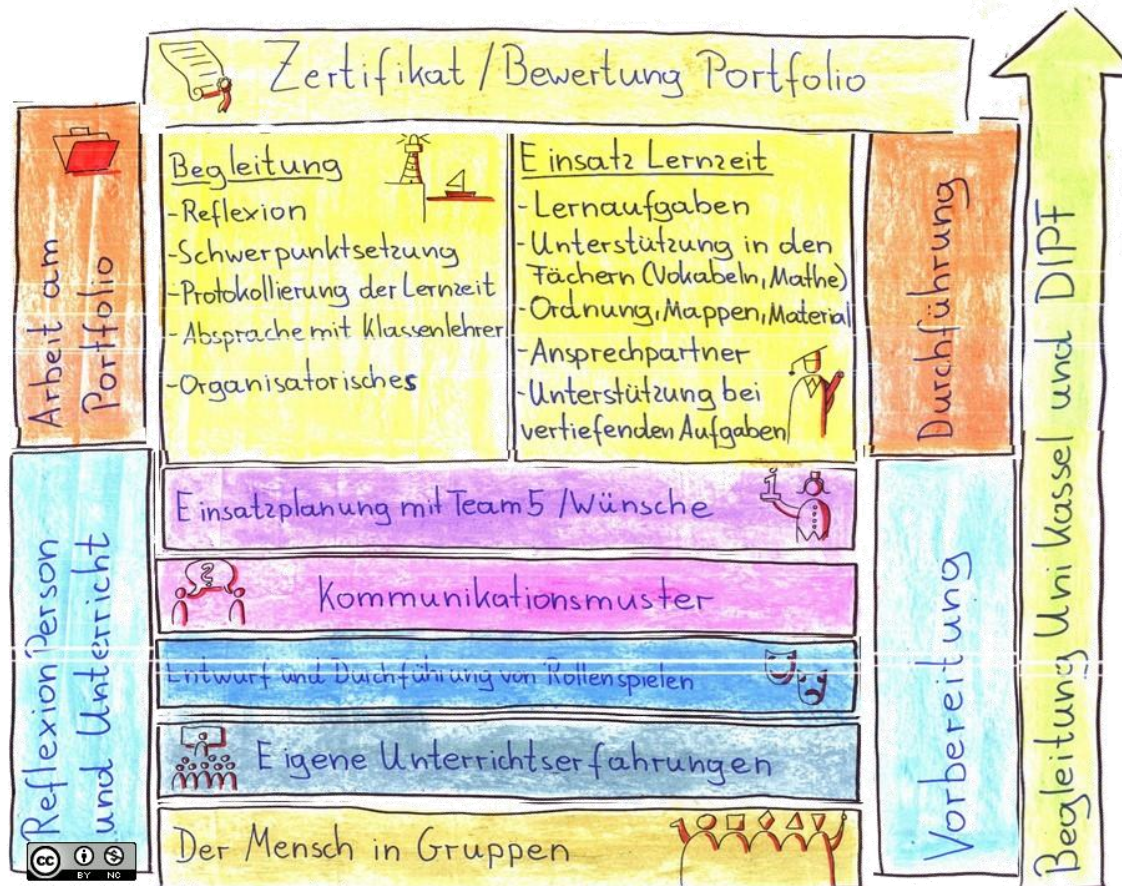 Zertifikat / Bewertung Portfolio
Arbeit am
Portfolio
Begleitung
-Reflexion
-Schwerpunktsetzung
-Protokollierung der Lernzeit
-Absprache mit Klassenlehrer
-Organisatorisches
Einsatz Lernzeit
-Lernaufgaben
-Unterstützung in den
Fächern (Vokabeln, Mathe)
-Ordnung, Mappen, Material
-Ansprechpartner
-Unterstützung bei
vertiefenden Aufgaben
Durchführung
Reflexion Person
und Unterricht
Einsatzplanung mit Team 5 / Wünsche
i
?
Kommunikationsmuster
Entwurf und Durchführung von Rollenspielen
Eigene Unterrichtserfahrungen
Der Mensch in Gruppen
Vorbereitung
Begleitung Uni Kassel und DIPF
cc
BY NC